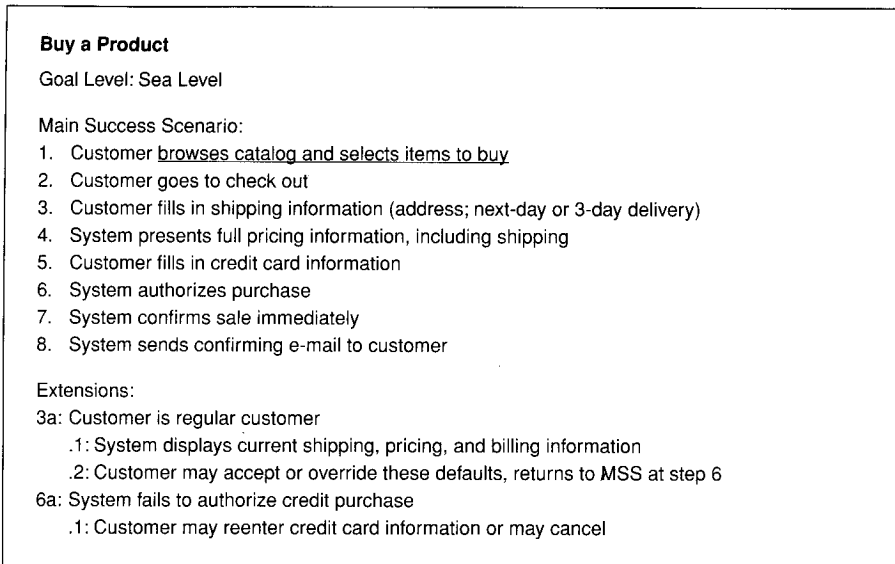 Buy a Product
Goal Level: Sea Level
Main Success Scenario:
1. Customer browses catalog and selects items to buy
2. Customer goes to check out
3. Customer fills in shipping information (address; next-day or 3-day delivery)
4. System presents full pricing information, including shipping
5. Customer fills in credit card information
6. System authorizes purchase
7. System confirms sale immediately
8. System sends confirming e-mail to customer
Extensions:
3a: Customer is regular customer
.1: System displays current shipping, pricing, and billing information
.2: Customer may accept or override these defaults, returns to MSS at step 6
6a: System fails to authorize credit purchase
.1: Customer may reenter credit card information or may cancel